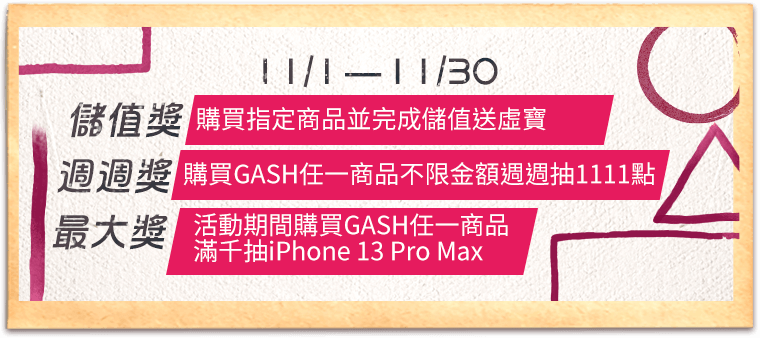 11/1—11/30
儲值獎 購買指定商品並完成儲值送虛寶
週週獎 購買GASH任一商品不限金額週週抽1111點
最大獎 活動期間購買GASH任一商品
滿千抽iPhone 13 Pro Max